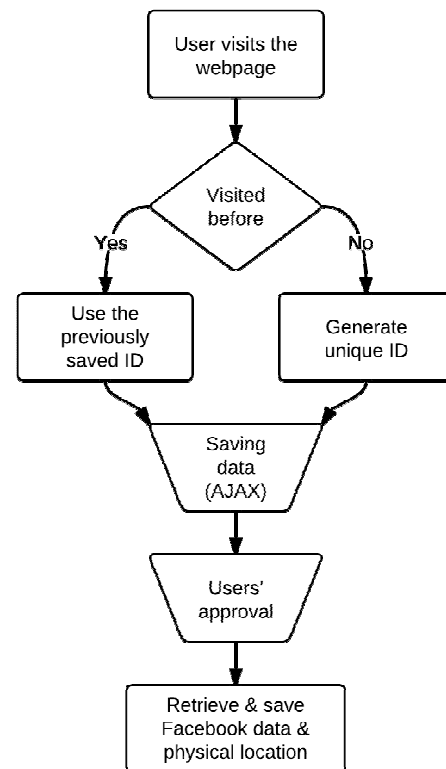 User visits the
webpage
Visited
before
Yes
No
Use the
previously
saved ID
Generate
unique ID
Saving
data
(AJAX)
Users'
approval
Retrieve & save
Facebook data &
physical location